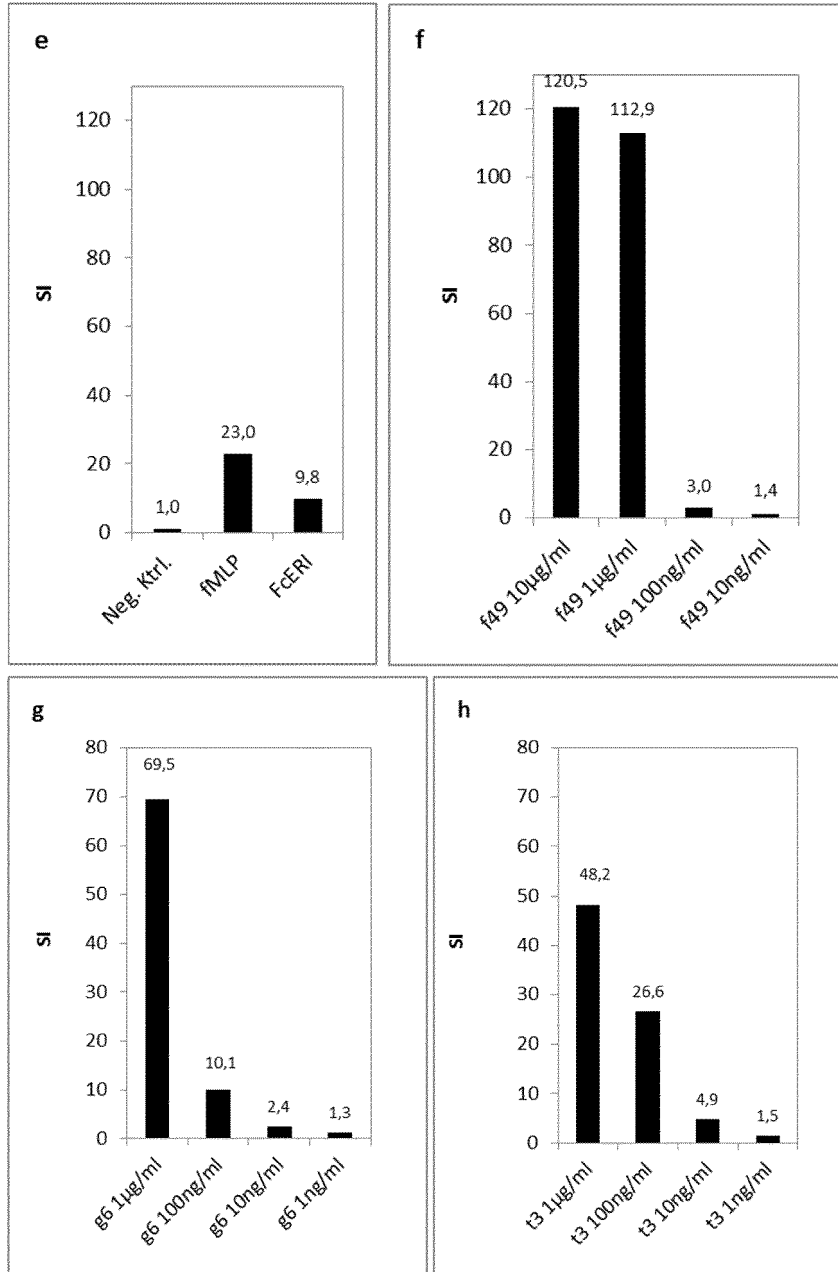 e
120
100
80
60
40
20
0
SI
1,0
23,0
9,8
Neg. Ktrl.
fMLP
FcERI
f
120
100
80
60
40
20
0
SI
120,5
112,9
3,0
1,4
f49 10µg/ml
f49 1µg/ml
f49 100ng/ml
f49 10ng/ml
g
80
70
60
50
40
30
20
10
0
SI
69,5
10,1
2,4
1,3
g6 1µg/ml
g6 100ng/ml
g6 10ng/ml
g6 1ng/ml
h
80
70
60
50
40
30
20
10
0
SI
48,2
26,6
4,9
1,5
t3 1µg/ml
t3 100ng/ml
t3 10ng/ml
t3 1ng/ml